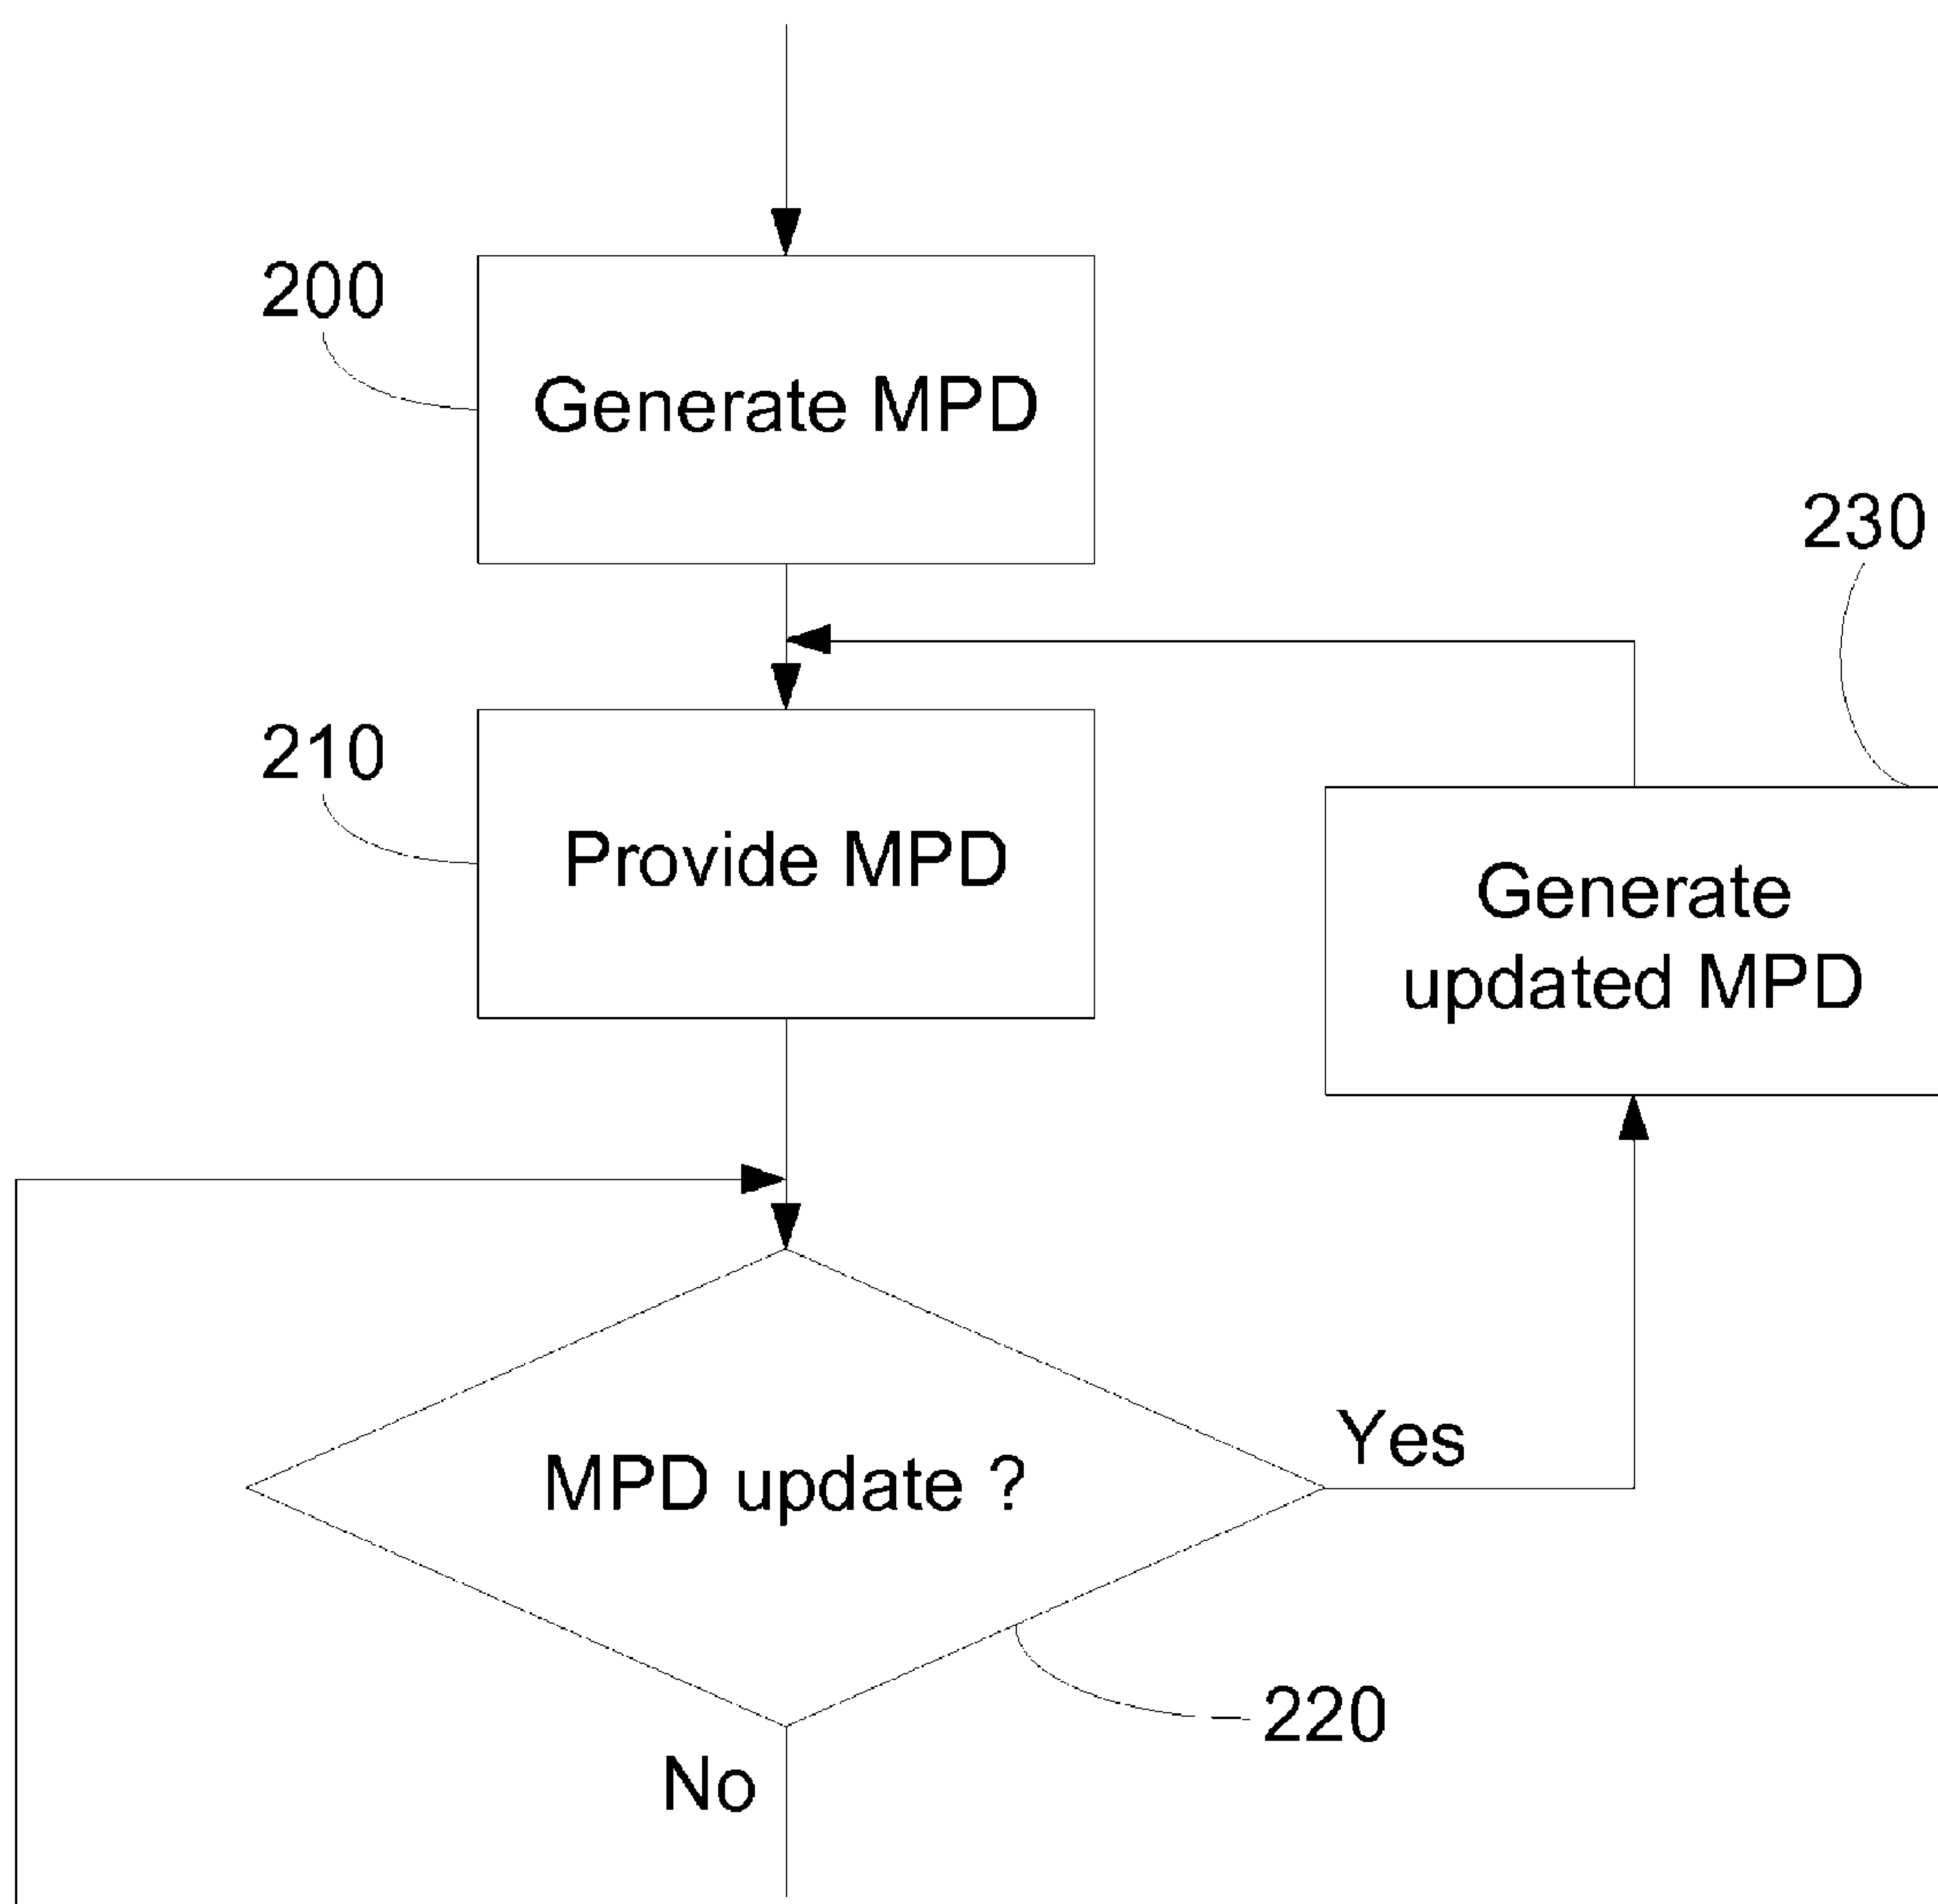 200
Generate MPD
230
210
Provide MPD
Generate
updated MPD
Yes
MPD update ?
220
No